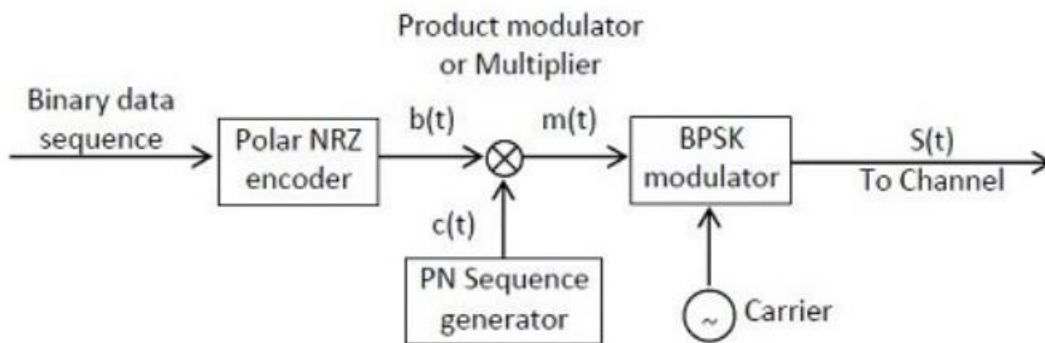 Product modulator
or Multiplier
Binary data
sequence
Polar NRZ
encoder
b(t)
m(t)
BPSK
modulator
S(t)
To Channel
c(t)
PN Sequence
generator
~
Carrier